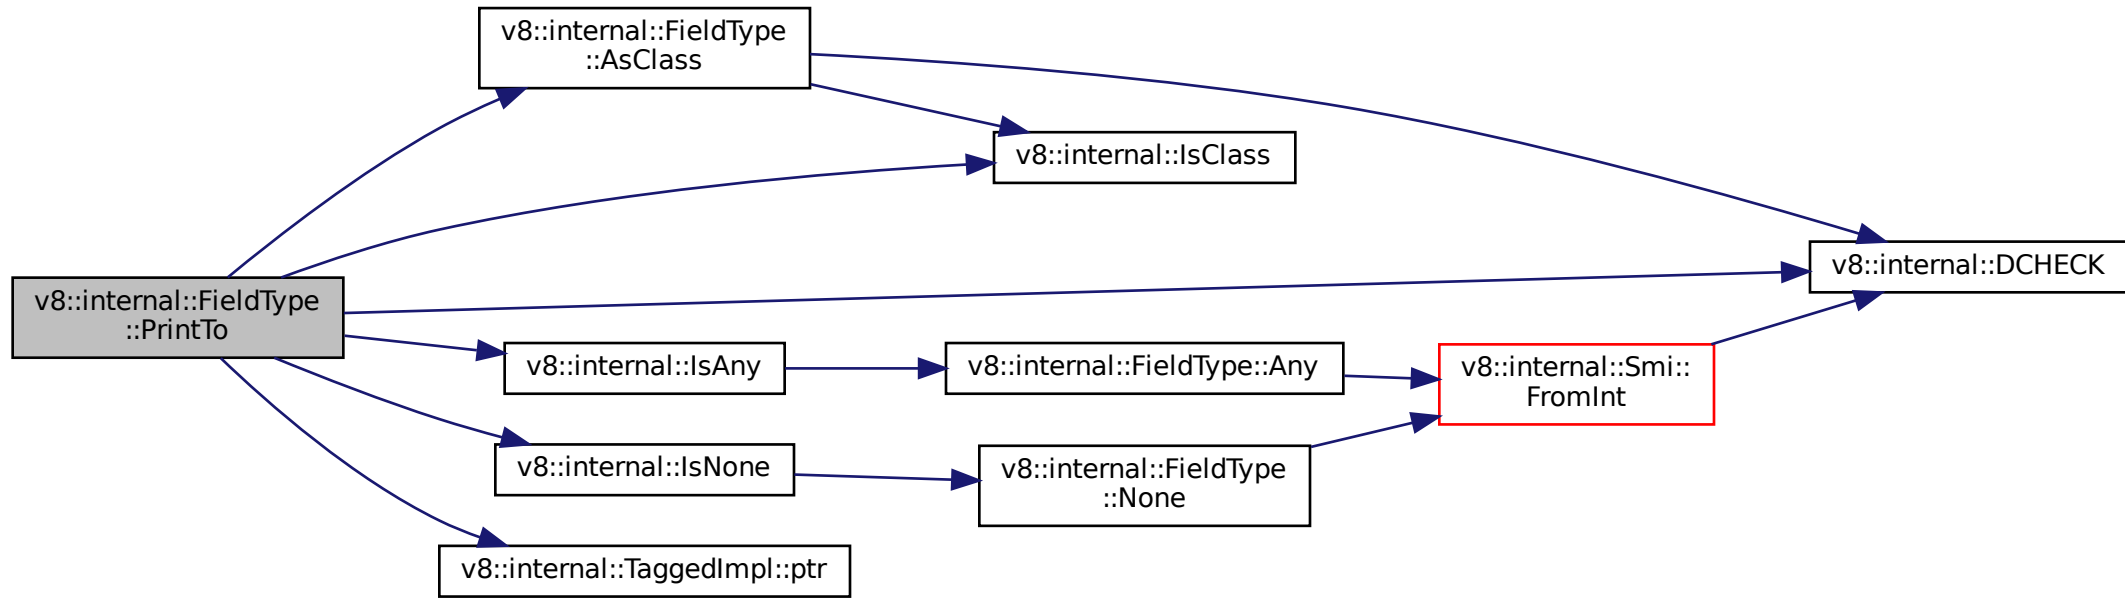 v8::internal::FieldType
::AsClass
v8::internal::IsClass
v8::internal::DCHECK
v8::internal::FieldType
::PrintTo
v8::internal::IsAny
v8::internal::FieldType::Any
v8::internal::Smi::
FromInt
v8::internal::IsNone
v8::internal::FieldType
::None
v8::internal::TaggedImpl::ptr